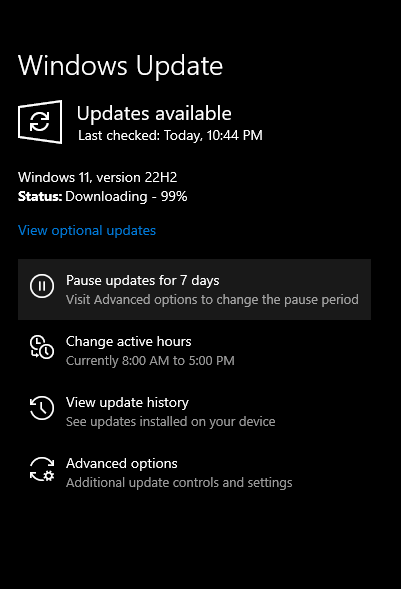 Windows Update
Updates available
Last checked: Today, 10:44 PM
Windows 11, version 22H2
Status: Downloading - 99%
View optional updates
Pause updates for 7 days
Visit Advanced options to change the pause period
Change active hours
Currently 8:00 AM to 5:00 PM
View update history
See updates installed on your device
Advanced options
Additional update controls and settings